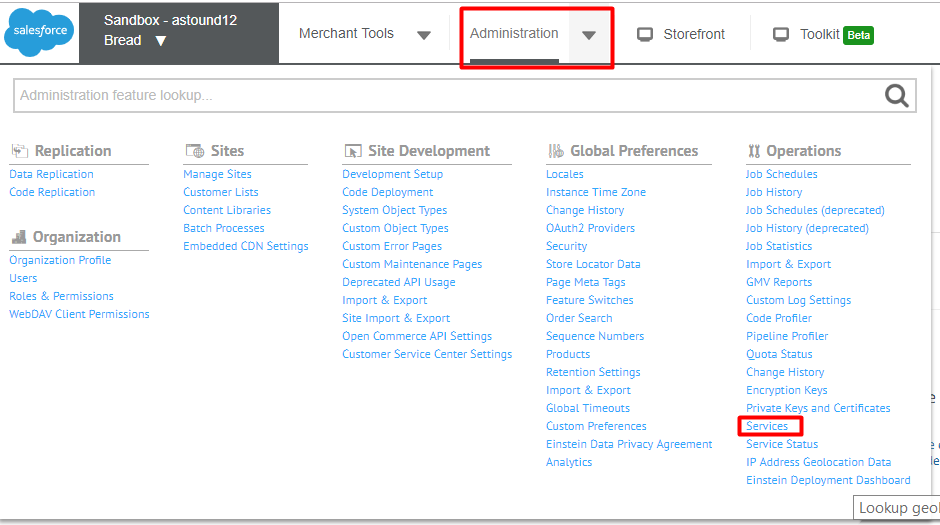 salesforce
Sandbox - astound12
Bread
Merchant Tools
Administration
Storefront
Toolkit Beta
Administration feature lookup...
Replication
Data Replication
Code Replication
Organization
Organization Profile
Users
Roles & Permissions
WebDAV Client Permissions
Sites
Manage Sites
Customer Lists
Content Libraries
Batch Processes
Embedded CDN Settings
Site Development
Development Setup
Code Deployment
System Object Types
Custom Object Types
Custom Error Pages
Custom Maintenance Pages
Deprecated API Usage
Import & Export
Site Import & Export
Open Commerce API Settings
Customer Service Center Settings
Global Preferences
Locales
Instance Time Zone
Change History
OAuth2 Providers
Security
Store Locator Data
Page Meta Tags
Feature Switches
Order Search
Sequence Numbers
Products
Retention Settings
Import & Export
Global Timeouts
Custom Preferences
Einstein Data Privacy Agreement
Analytics
Operations
Job Schedules
Job History
Job Schedules (deprecated)
Job History (deprecated)
Job Statistics
Import & Export
GMV Reports
Custom Log Settings
Code Profiler
Pipeline Profiler
Quota Status
Change History
Encryption Keys
Private Keys and Certificates
Services
Service Status
IP Address Geolocation Data
Einstein Deployment Dashboard
Lookup geol